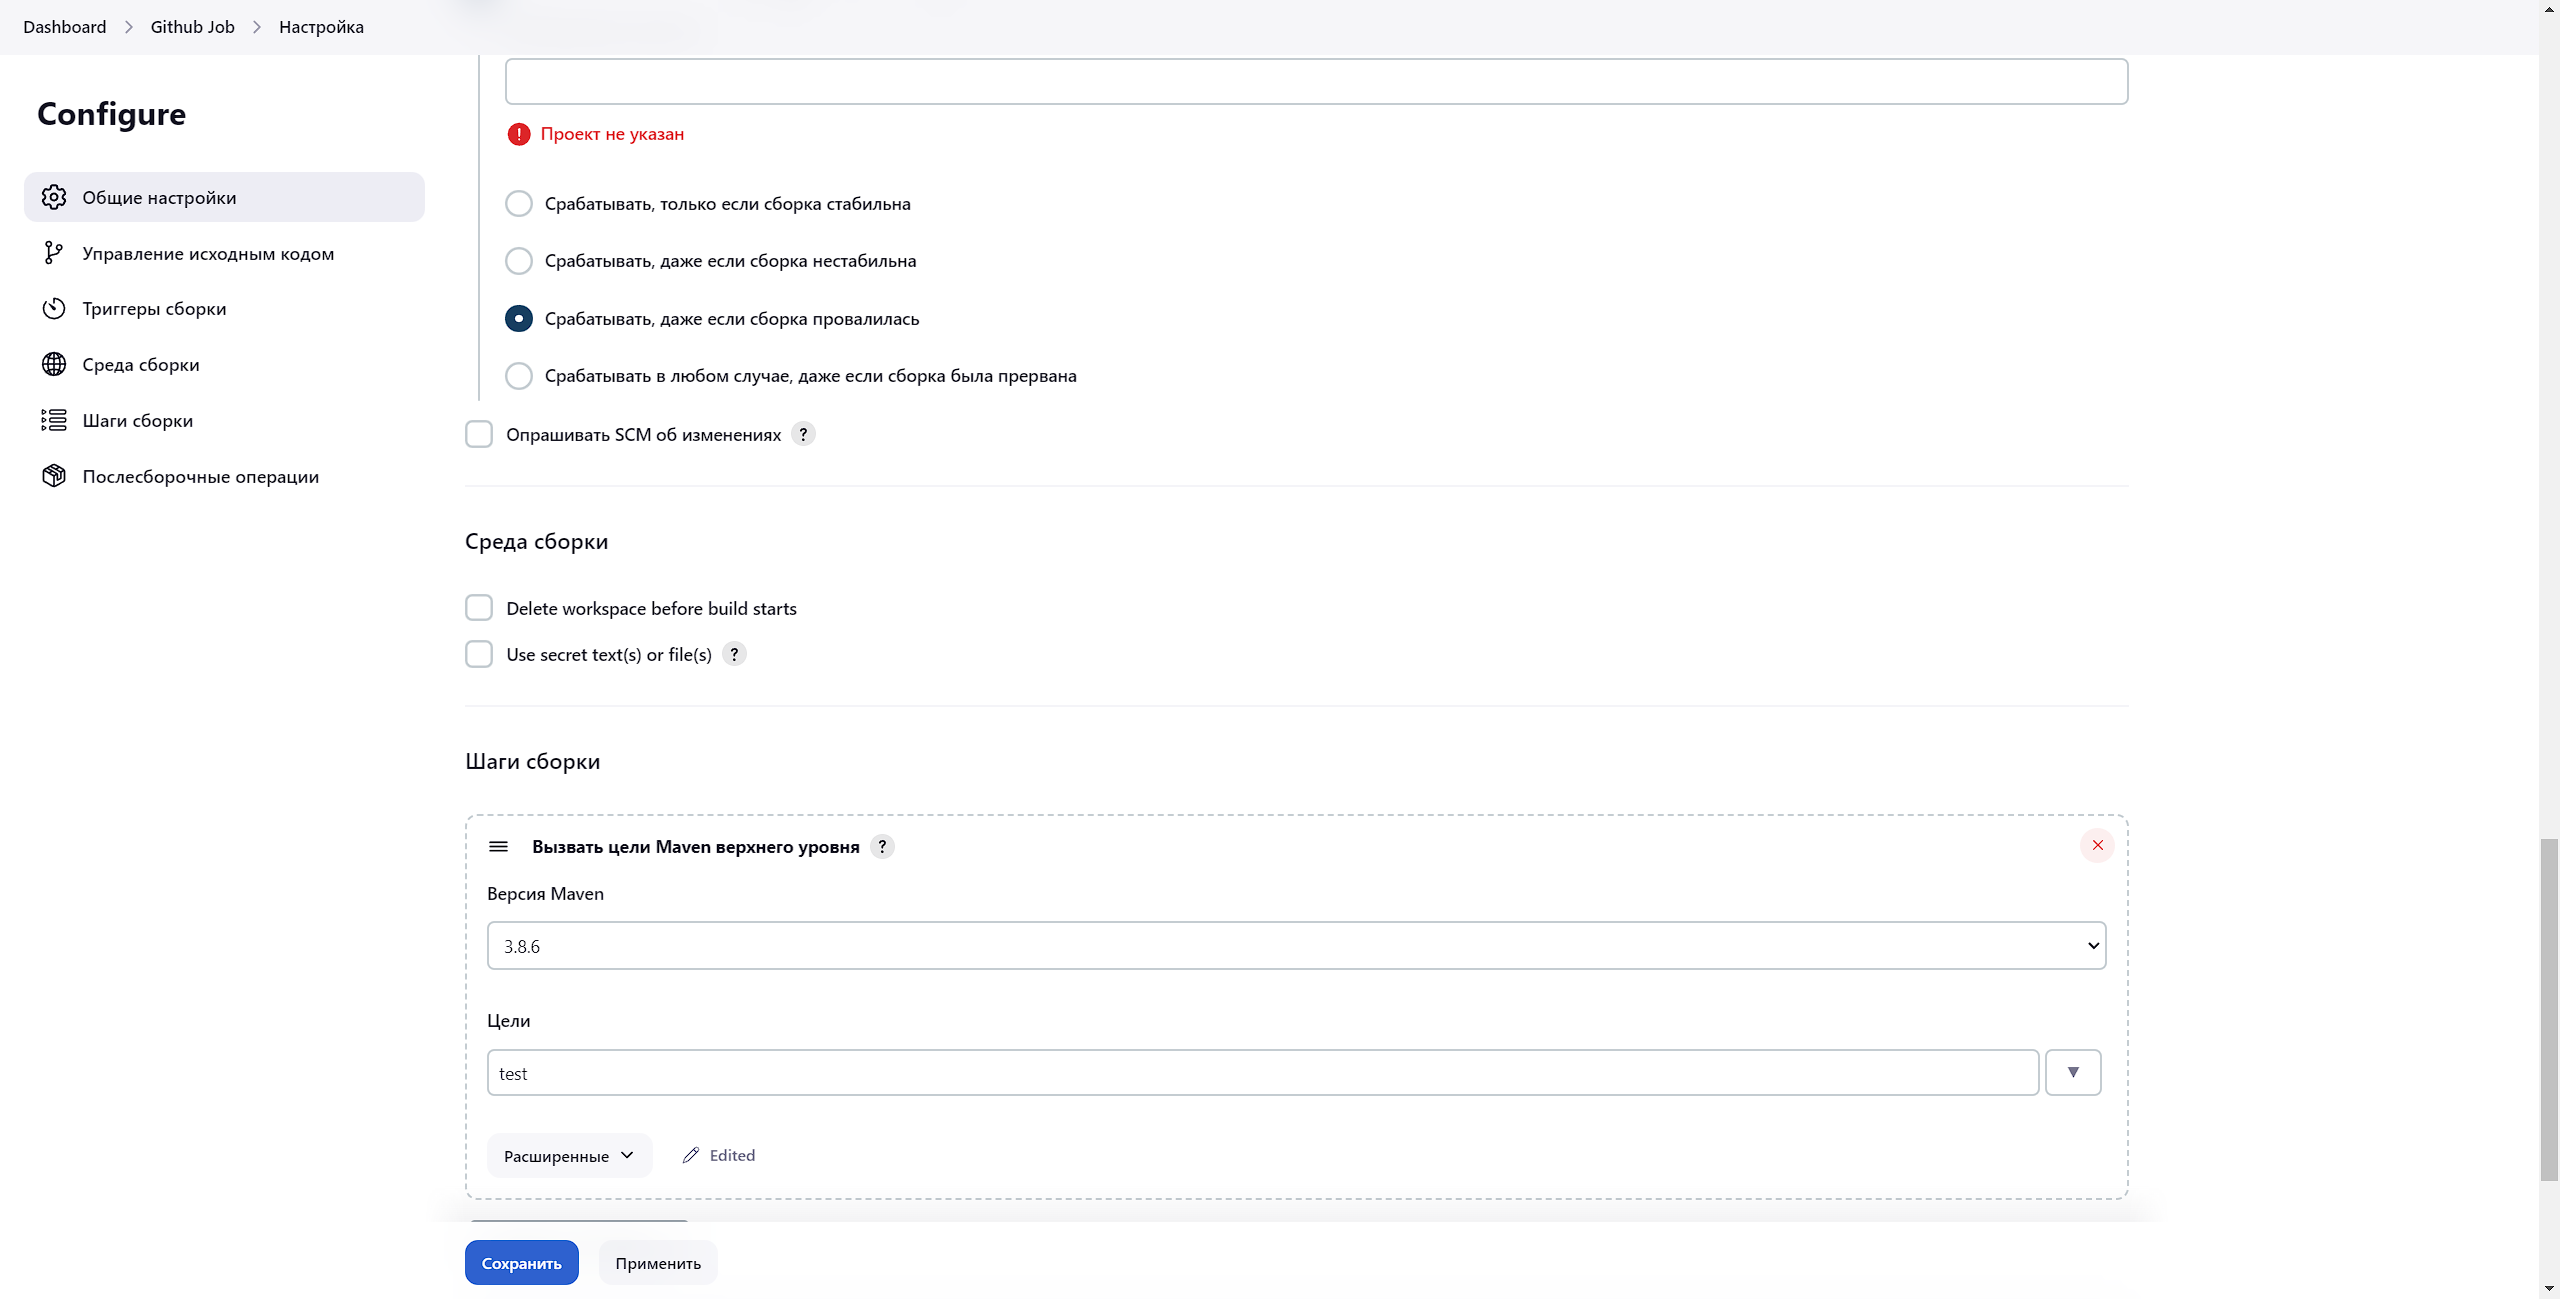 Dashboard > Github Job > Настройка
Configure
Общие настройки
Управление исходным кодом
Триггеры сборки
Среда сборки
Шаги сборки
Послесборочные операции
Проект не указан
Срабатывать, только если сборка стабильна
Срабатывать, даже если сборка нестабильна
Срабатывать, даже если сборка провалилась
Срабатывать в любом случае, даже если сборка была прервана
Опрашивать SCM об изменениях ?
Среда сборки
Delete workspace before build starts
Use secret text(s) or file(s) ?
Шаги сборки
Вызвать цели Maven верхнего уровня ?
Версия Maven
3.8.6
Цели
test
Расширенные
Edited
Сохранить
Применить